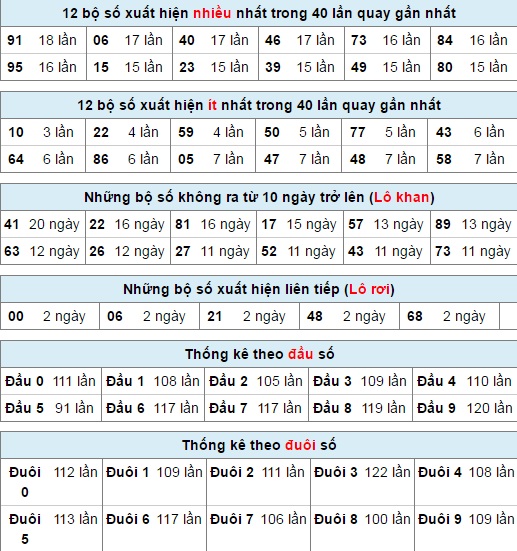 12 bộ số xuất hiện nhiều nhất trong 40 lần quay gần nhất
91 18 lần 06 17 lần 40 17 lần 46 17 lần 73 16 lần 84 16 lần
95 16 lần 15 15 lần 23 15 lần 39 15 lần 49 15 lần 80 15 lần
12 bộ số xuất hiện ít nhất trong 40 lần quay gần nhất
10 3 lần 22 4 lần 59 4 lần 50 5 lần 77 5 lần 43 6 lần
64 6 lần 86 6 lần 05 7 lần 47 7 lần 48 7 lần 58 7 lần
Những bộ số không ra từ 10 ngày trở lên (Lô khan)
41 20 ngày 22 16 ngày 81 16 ngày 17 15 ngày 57 13 ngày 89 13 ngày
63 12 ngày 26 12 ngày 27 11 ngày 52 11 ngày 43 11 ngày 73 11 ngày
Những bộ số xuất hiện liên tiếp (Lô rơi)
00 2 ngày 06 2 ngày 21 2 ngày 48 2 ngày 68 2 ngày
Thống kê theo đầu số
Đầu 0 111 lần Đầu 1 108 lần Đầu 2 105 lần Đầu 3 109 lần Đầu 4 110 lần
Đầu 5 91 lần Đầu 6 117 lần Đầu 7 117 lần Đầu 8 119 lần Đầu 9 120 lần
Thống kê theo đuôi số
Đuôi 0 112 lần Đuôi 1 109 lần Đuôi 2 111 lần Đuôi 3 122 lần Đuôi 4 108 lần
Đuôi 5 113 lần Đuôi 6 117 lần Đuôi 7 106 lần Đuôi 8 100 lần Đuôi 9 109 lần